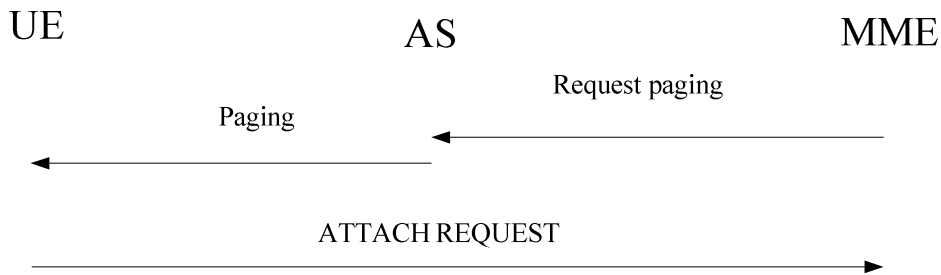 UE
AS
MME
Request paging
Paging
ATTACH REQUEST